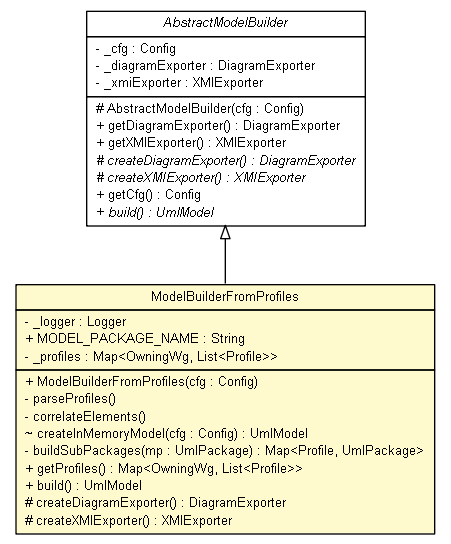 AbstractModelBuilder
- _cfg : Config
- _diagramExporter : DiagramExporter
- _xmiExporter : XMIExporter
# AbstractModelBuilder(cfg : Config)
+ getDiagramExporter() : DiagramExporter
+ getXMIExporter() : XMIExporter
# createDiagramExporter() : DiagramExporter
# createXMIExporter() : XMIExporter
+ getCfg() : Config
+ build() : UmlModel
ModelBuilderFromProfiles
- _logger : Logger
+ MODEL_PACKAGE_NAME : String
- _profiles : Map<OwningWg, List<Profile>>
+ ModelBuilderFromProfiles(cfg : Config)
- parseProfiles()
- correlateElements()
~ createInMemoryModel(cfg : Config) : UmlModel
- buildSubPackages(mp : UmlPackage) : Map<Profile, UmlPackage>
+ getProfiles() : Map<OwningWg, List<Profile>>
+ build() : UmlModel
# createDiagramExporter() : DiagramExporter
# createXMIExporter() : XMIExporter